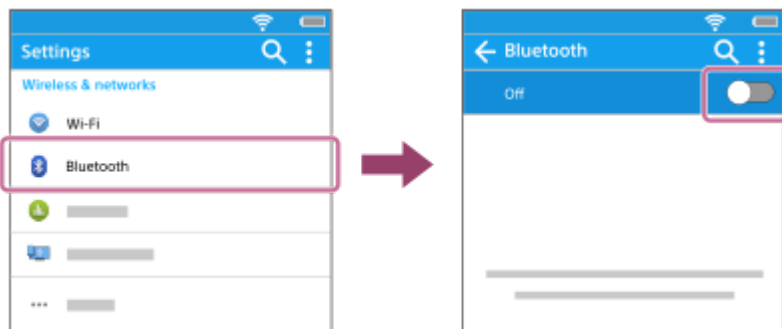 Settings
Wireless & networks
Wi-Fi
Bluetooth
Bluetooth
Off